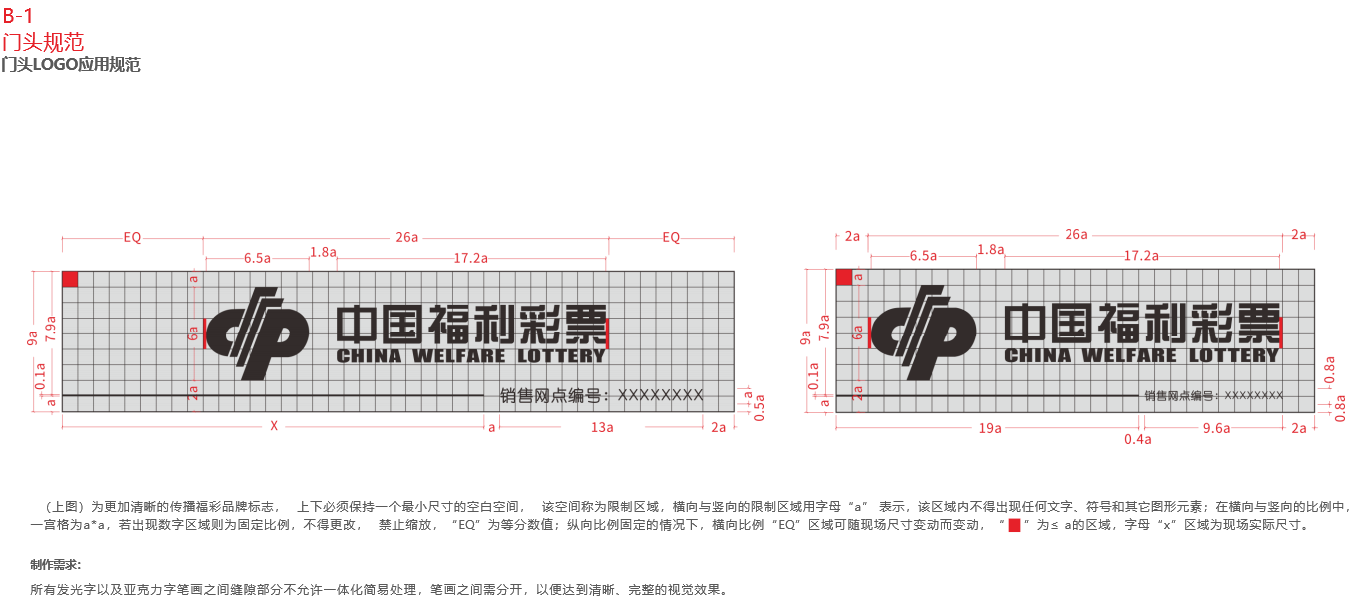 B-1
门头规范
门头LOGO应用规范
EQ 26a EQ
6.5a 1.8a 17.2a
9a
7.9a
0.1a
a
a
6a
2a
中国福利彩票
CHINA WELFARE LOTTERY
销售网点编号：XXXXXXXX
a
0.5a
X a 13a 2a
2a 26a 2a
6.5a 1.8a 17.2a
9a
7.9a
0.1a
a
a
6a
2a
中国福利彩票
CHINA WELFARE LOTTERY
销售网点编号：XXXXXXXX
0.8a
0.8a
19a 0.4a 9.6a 2a
（上图）为更加清晰的传播福彩品牌标志， 上下必须保持一个最小尺寸的空白空间， 该空间称为限制区域，横向与竖向的限制区域用字母“a” 表示，该区域内不得出现任何文字、符号和其它图形元素；在横向与竖向的比例中，
一宫格为a*a，若出现数字区域则为固定比例，不得更改， 禁止缩放，“EQ”为等分数值；纵向比例固定的情况下，横向比例“EQ”区域可随现场尺寸变动而变动，“ ”为≤ a的区域，字母“x”区域为现场实际尺寸。
制作需求：
所有发光字以及亚克力字笔画之间缝隙部分不允许一体化简易处理，笔画之间需分开，以便达到清晰、完整的视觉效果。